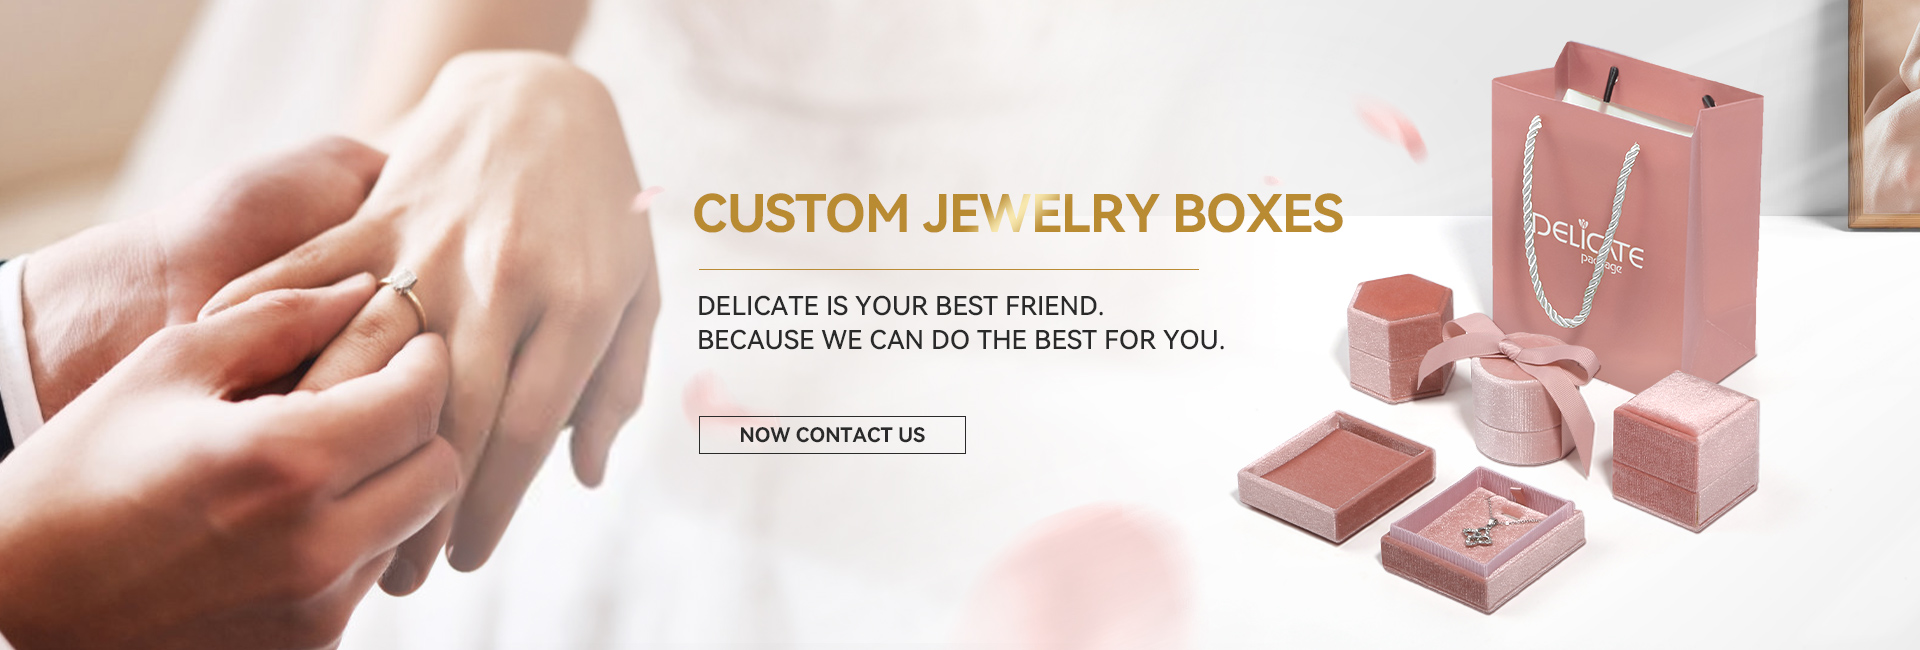 CUSTOM JEWELRY BOXES
DELICATE IS YOUR BEST FRIEND.
BECAUSE WE CAN DO THE BEST FOR YOU.
NOW CONTACT US
DELICATE
package